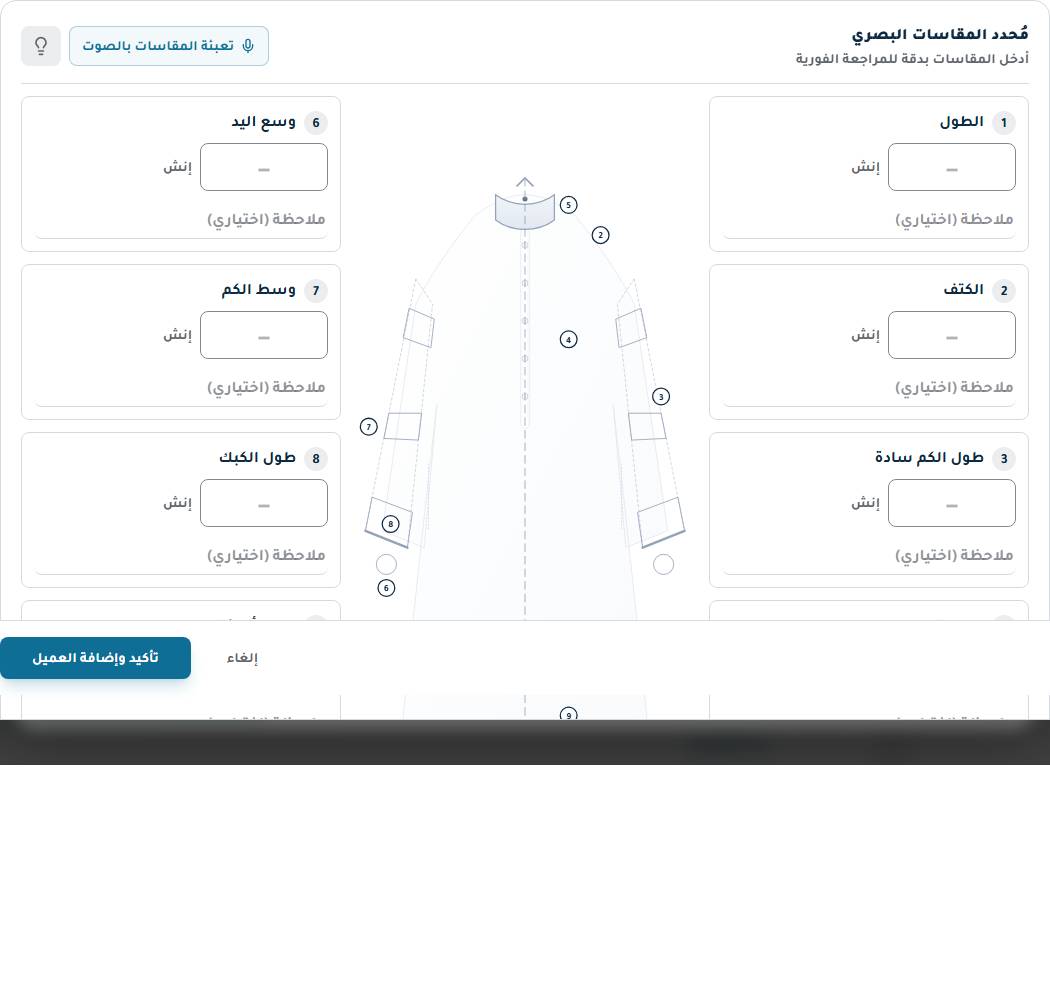 مُحدد المقاسات البصري
أدخل المقاسات بدقة للمراجعة الفورية
تعبئة المقاسات بالصوت
1 الطول
—
إنش
ملاحظة (اختياري)
2 الكتف
—
إنش
ملاحظة (اختياري)
3 طول الكم سادة
—
إنش
ملاحظة (اختياري)
5
2
4
3
7
8
6
9
6 وسع اليد
—
إنش
ملاحظة (اختياري)
7 وسط الكم
—
إنش
ملاحظة (اختياري)
8 طول الكبك
—
إنش
ملاحظة (اختياري)
إلغاء
تأكيد وإضافة العميل